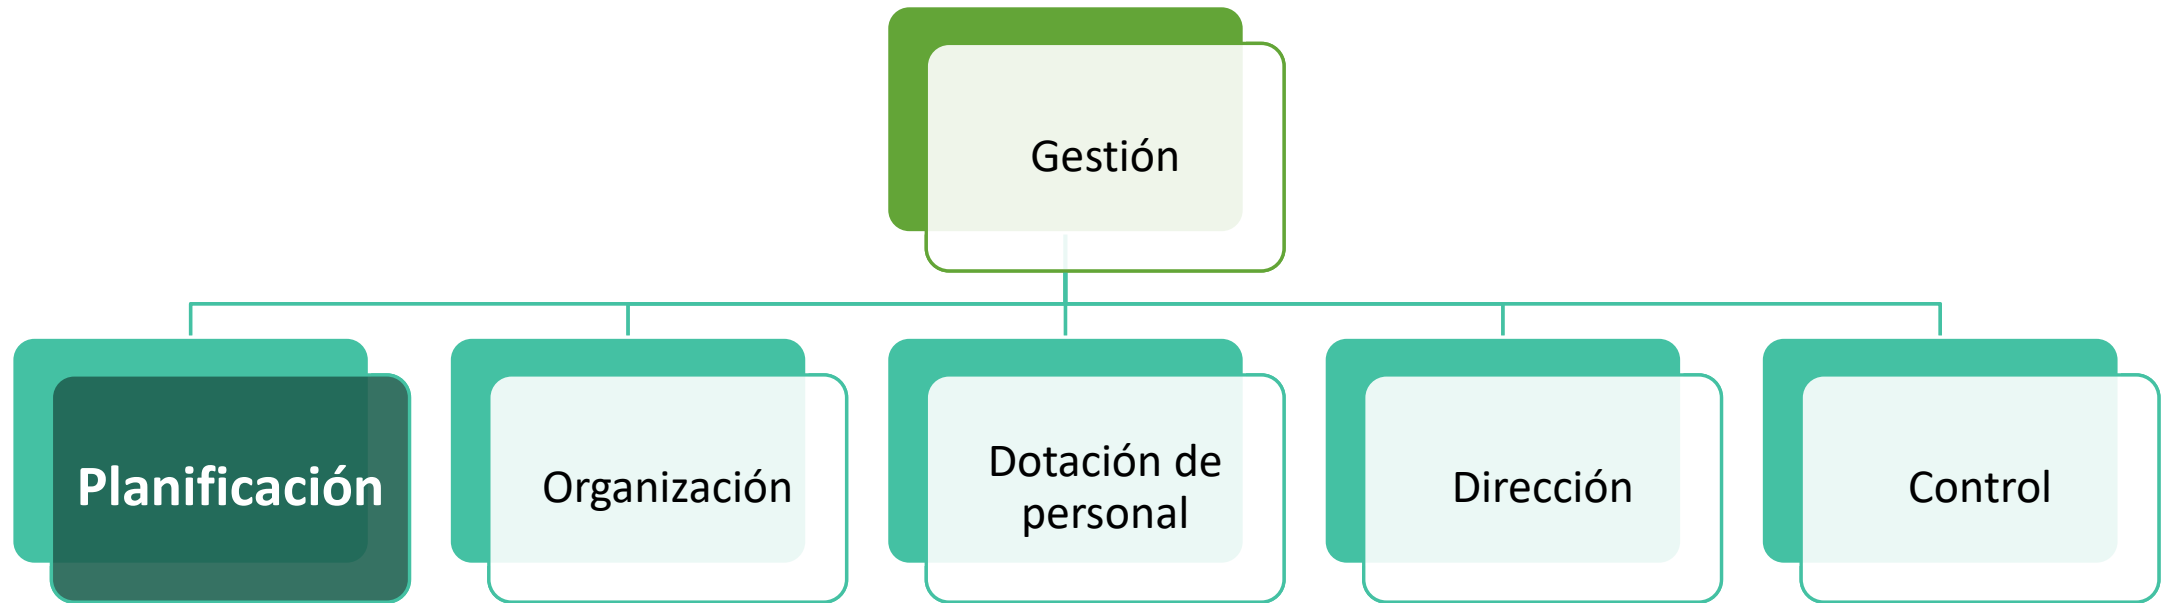 Gestión
Planificación
Organización
Dotación de
personal
Dirección
Control